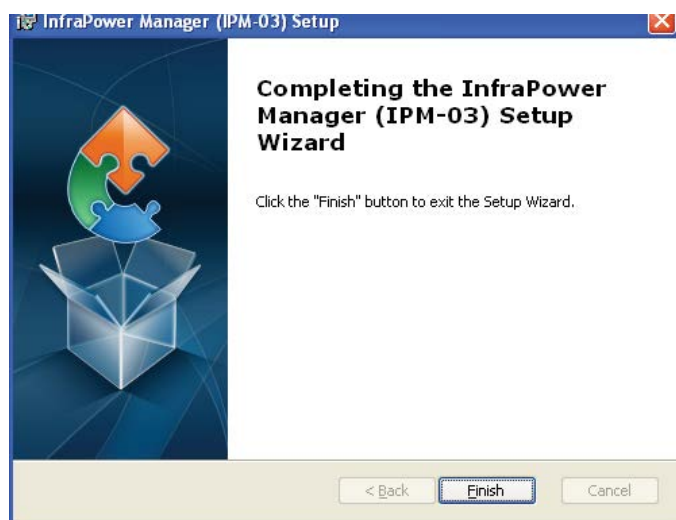 InfraPower Manager (IPM-03) Setup
Completing the InfraPower
Manager (IPM-03) Setup
Wizard
Click the "Finish" button to exit the Setup Wizard.
< Back
Finish
Cancel